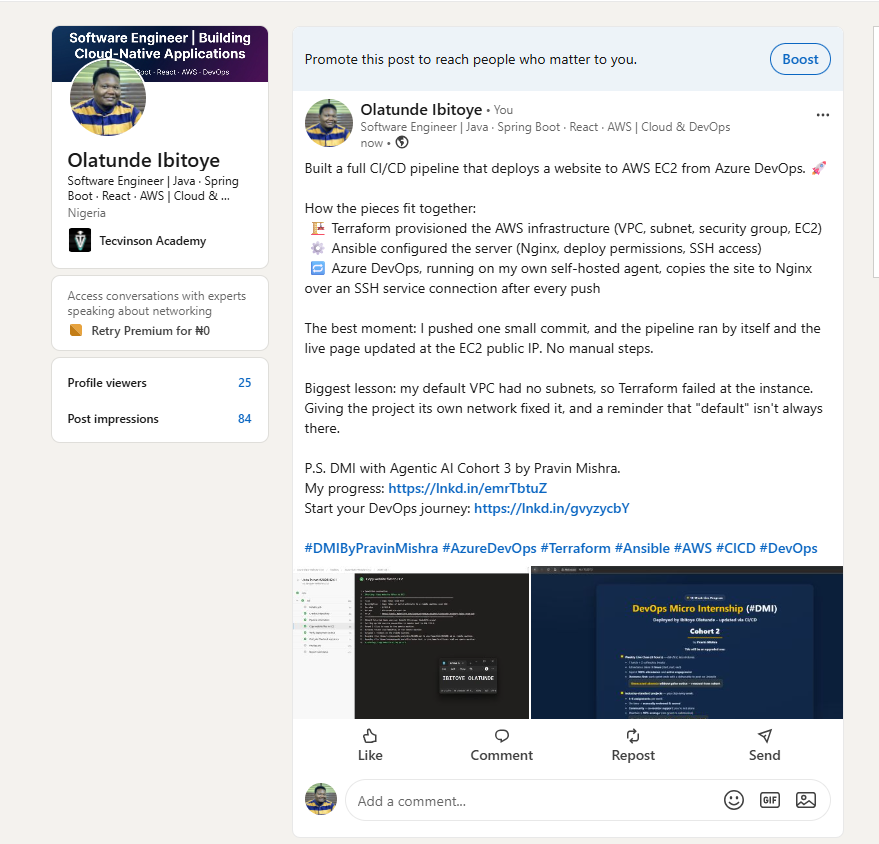 Software Engineer | Building
Cloud-Native Applications
Boot · React · AWS · DevOps
Olatunde Ibitoye
Software Engineer | Java · Spring
Boot · React · AWS | Cloud & ...
Nigeria
Tecvinson Academy
Access conversations with experts
speaking about networking
Retry Premium for ₦0
Profile viewers 25
Post impressions 84
Promote this post to reach people who matter to you.
Boost
Olatunde Ibitoye • You
Software Engineer | Java · Spring Boot · React · AWS | Cloud & DevOps
now •
Built a full CI/CD pipeline that deploys a website to AWS EC2 from Azure DevOps. 🚀
How the pieces fit together:
🏗️ Terraform provisioned the AWS infrastructure (VPC, subnet, security group, EC2)
⚙️ Ansible configured the server (Nginx, deploy permissions, SSH access)
🔁 Azure DevOps, running on my own self-hosted agent, copies the site to Nginx
over an SSH service connection after every push
The best moment: I pushed one small commit, and the pipeline ran by itself and the
live page updated at the EC2 public IP. No manual steps.
Biggest lesson: my default VPC had no subnets, so Terraform failed at the instance.
Giving the project its own network fixed it, and a reminder that "default" isn't always
there.
P.S. DMI with Agentic AI Cohort 3 by Pravin Mishra.
My progress: https://lnkd.in/emrTbtuZ
Start your DevOps journey: https://lnkd.in/gvyzycbY
#DMIByPravinMishra #AzureDevOps #Terraform #Ansible #AWS #CICD #DevOps
IBITOYE OLATUNDE
DevOps Micro Internship (#DMI)
Deployed by Ibitoye Olatunde - updated via CI/CD
Cohort 2
Like
Comment
Repost
Send
Add a comment...
GIF